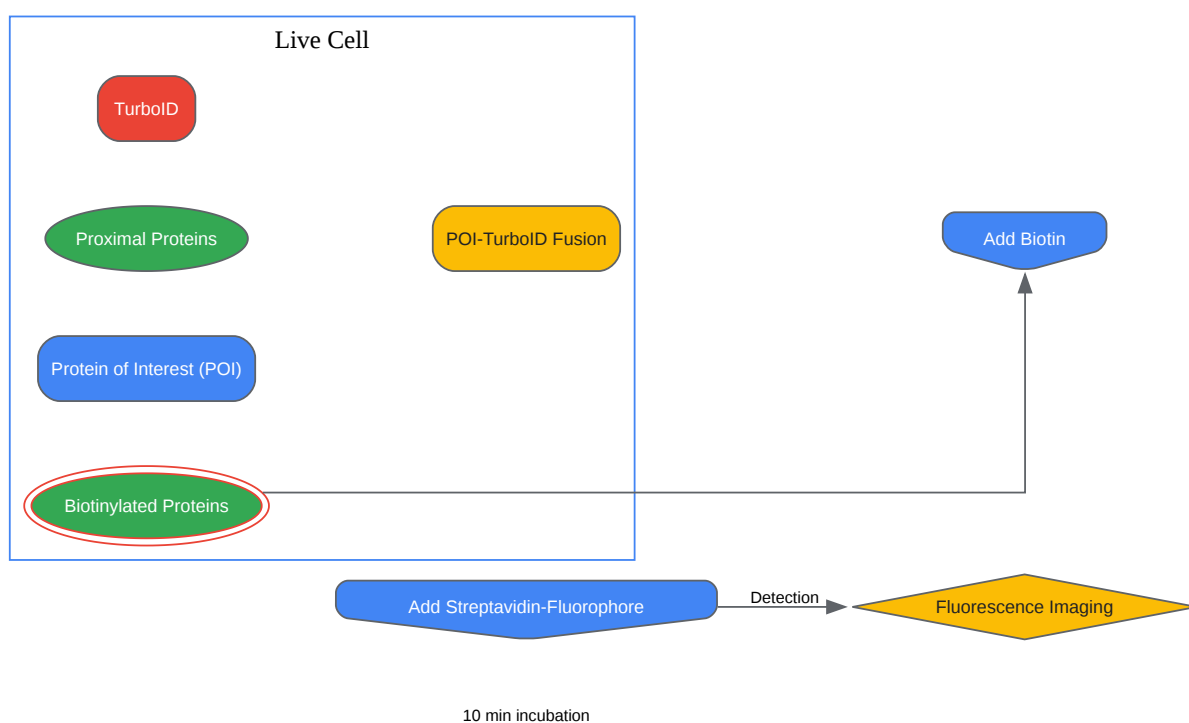 Live Cell
TurboID
Proximal Proteins
POI-TurboID Fusion
Add Biotin
Protein of Interest (POI)
Biotinylated Proteins
Add Streptavidin-Fluorophore
Detection
Fluorescence Imaging
10 min incubation